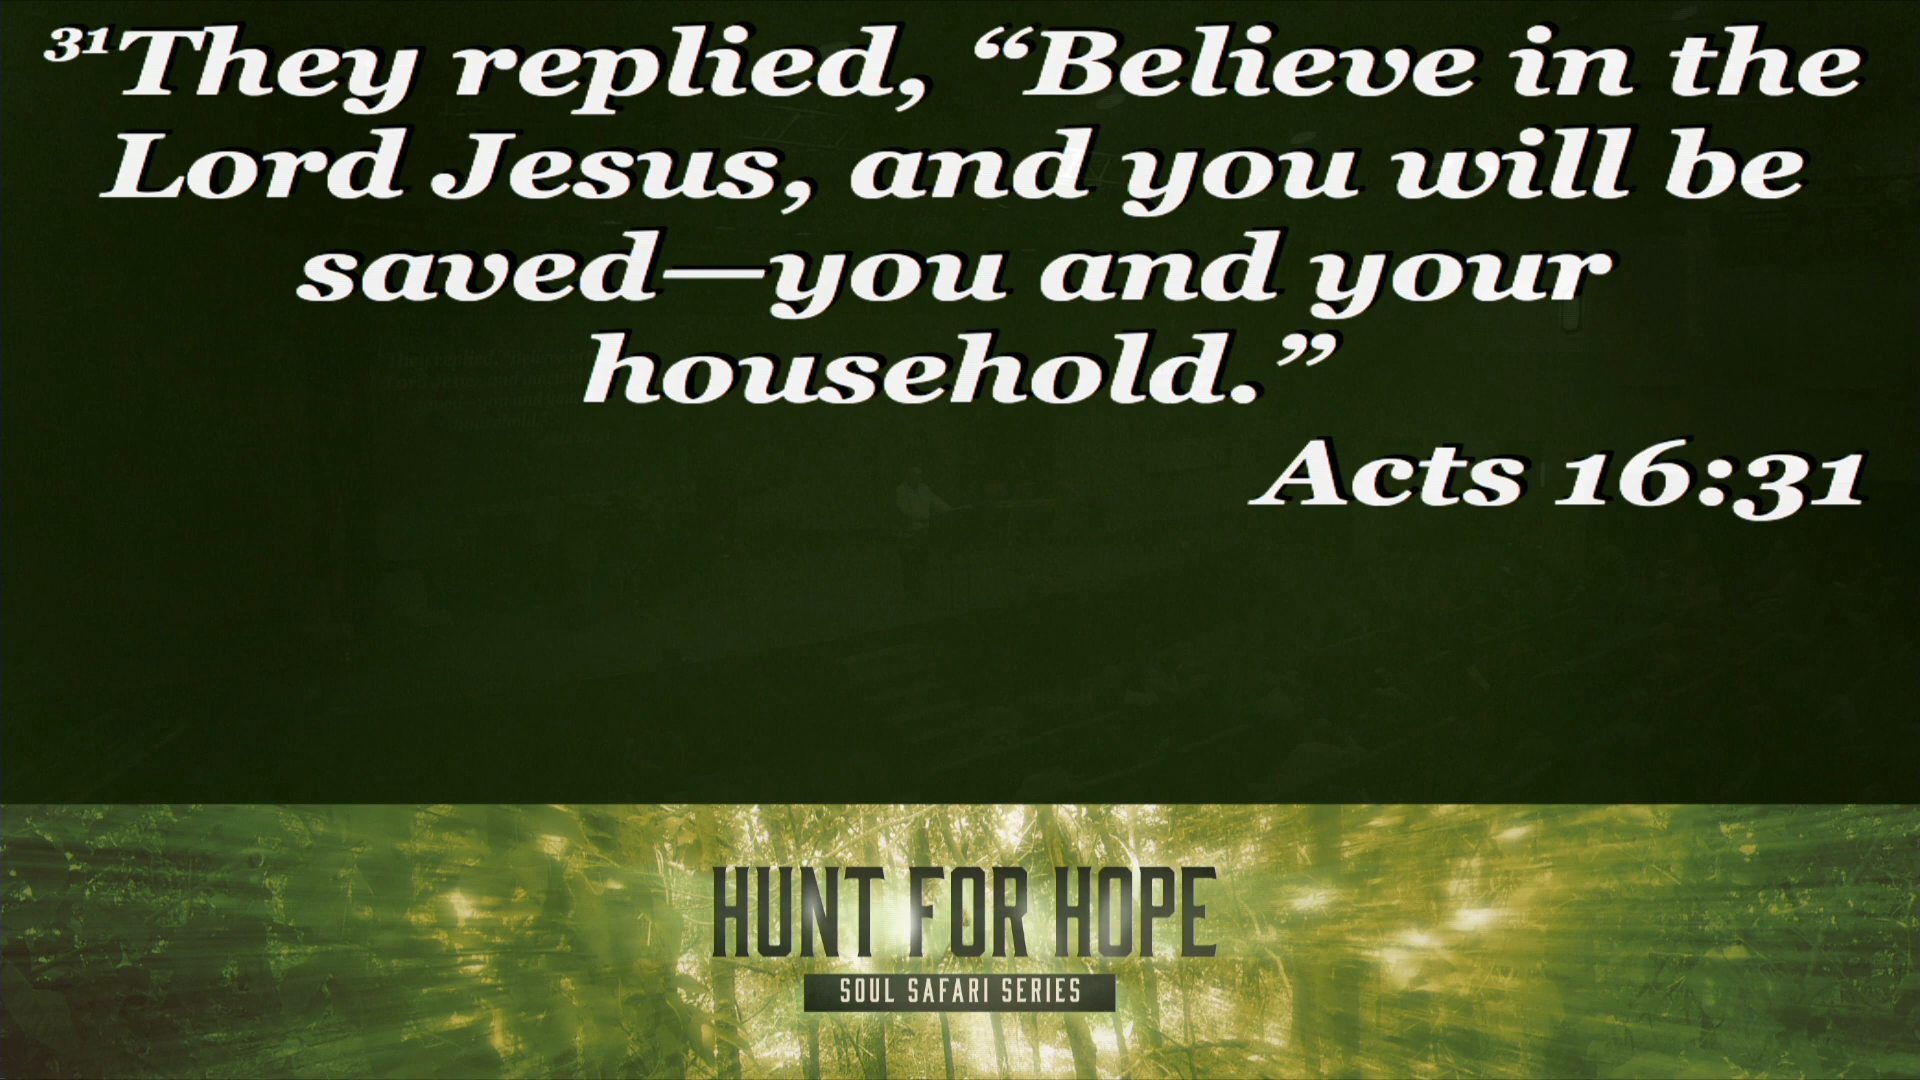 ³¹They replied, “Believe in the
Lord Jesus, and you will be
saved—you and your
household.”
Acts 16:31
HUNT FOR HOPE
SOUL SAFARI SERIES